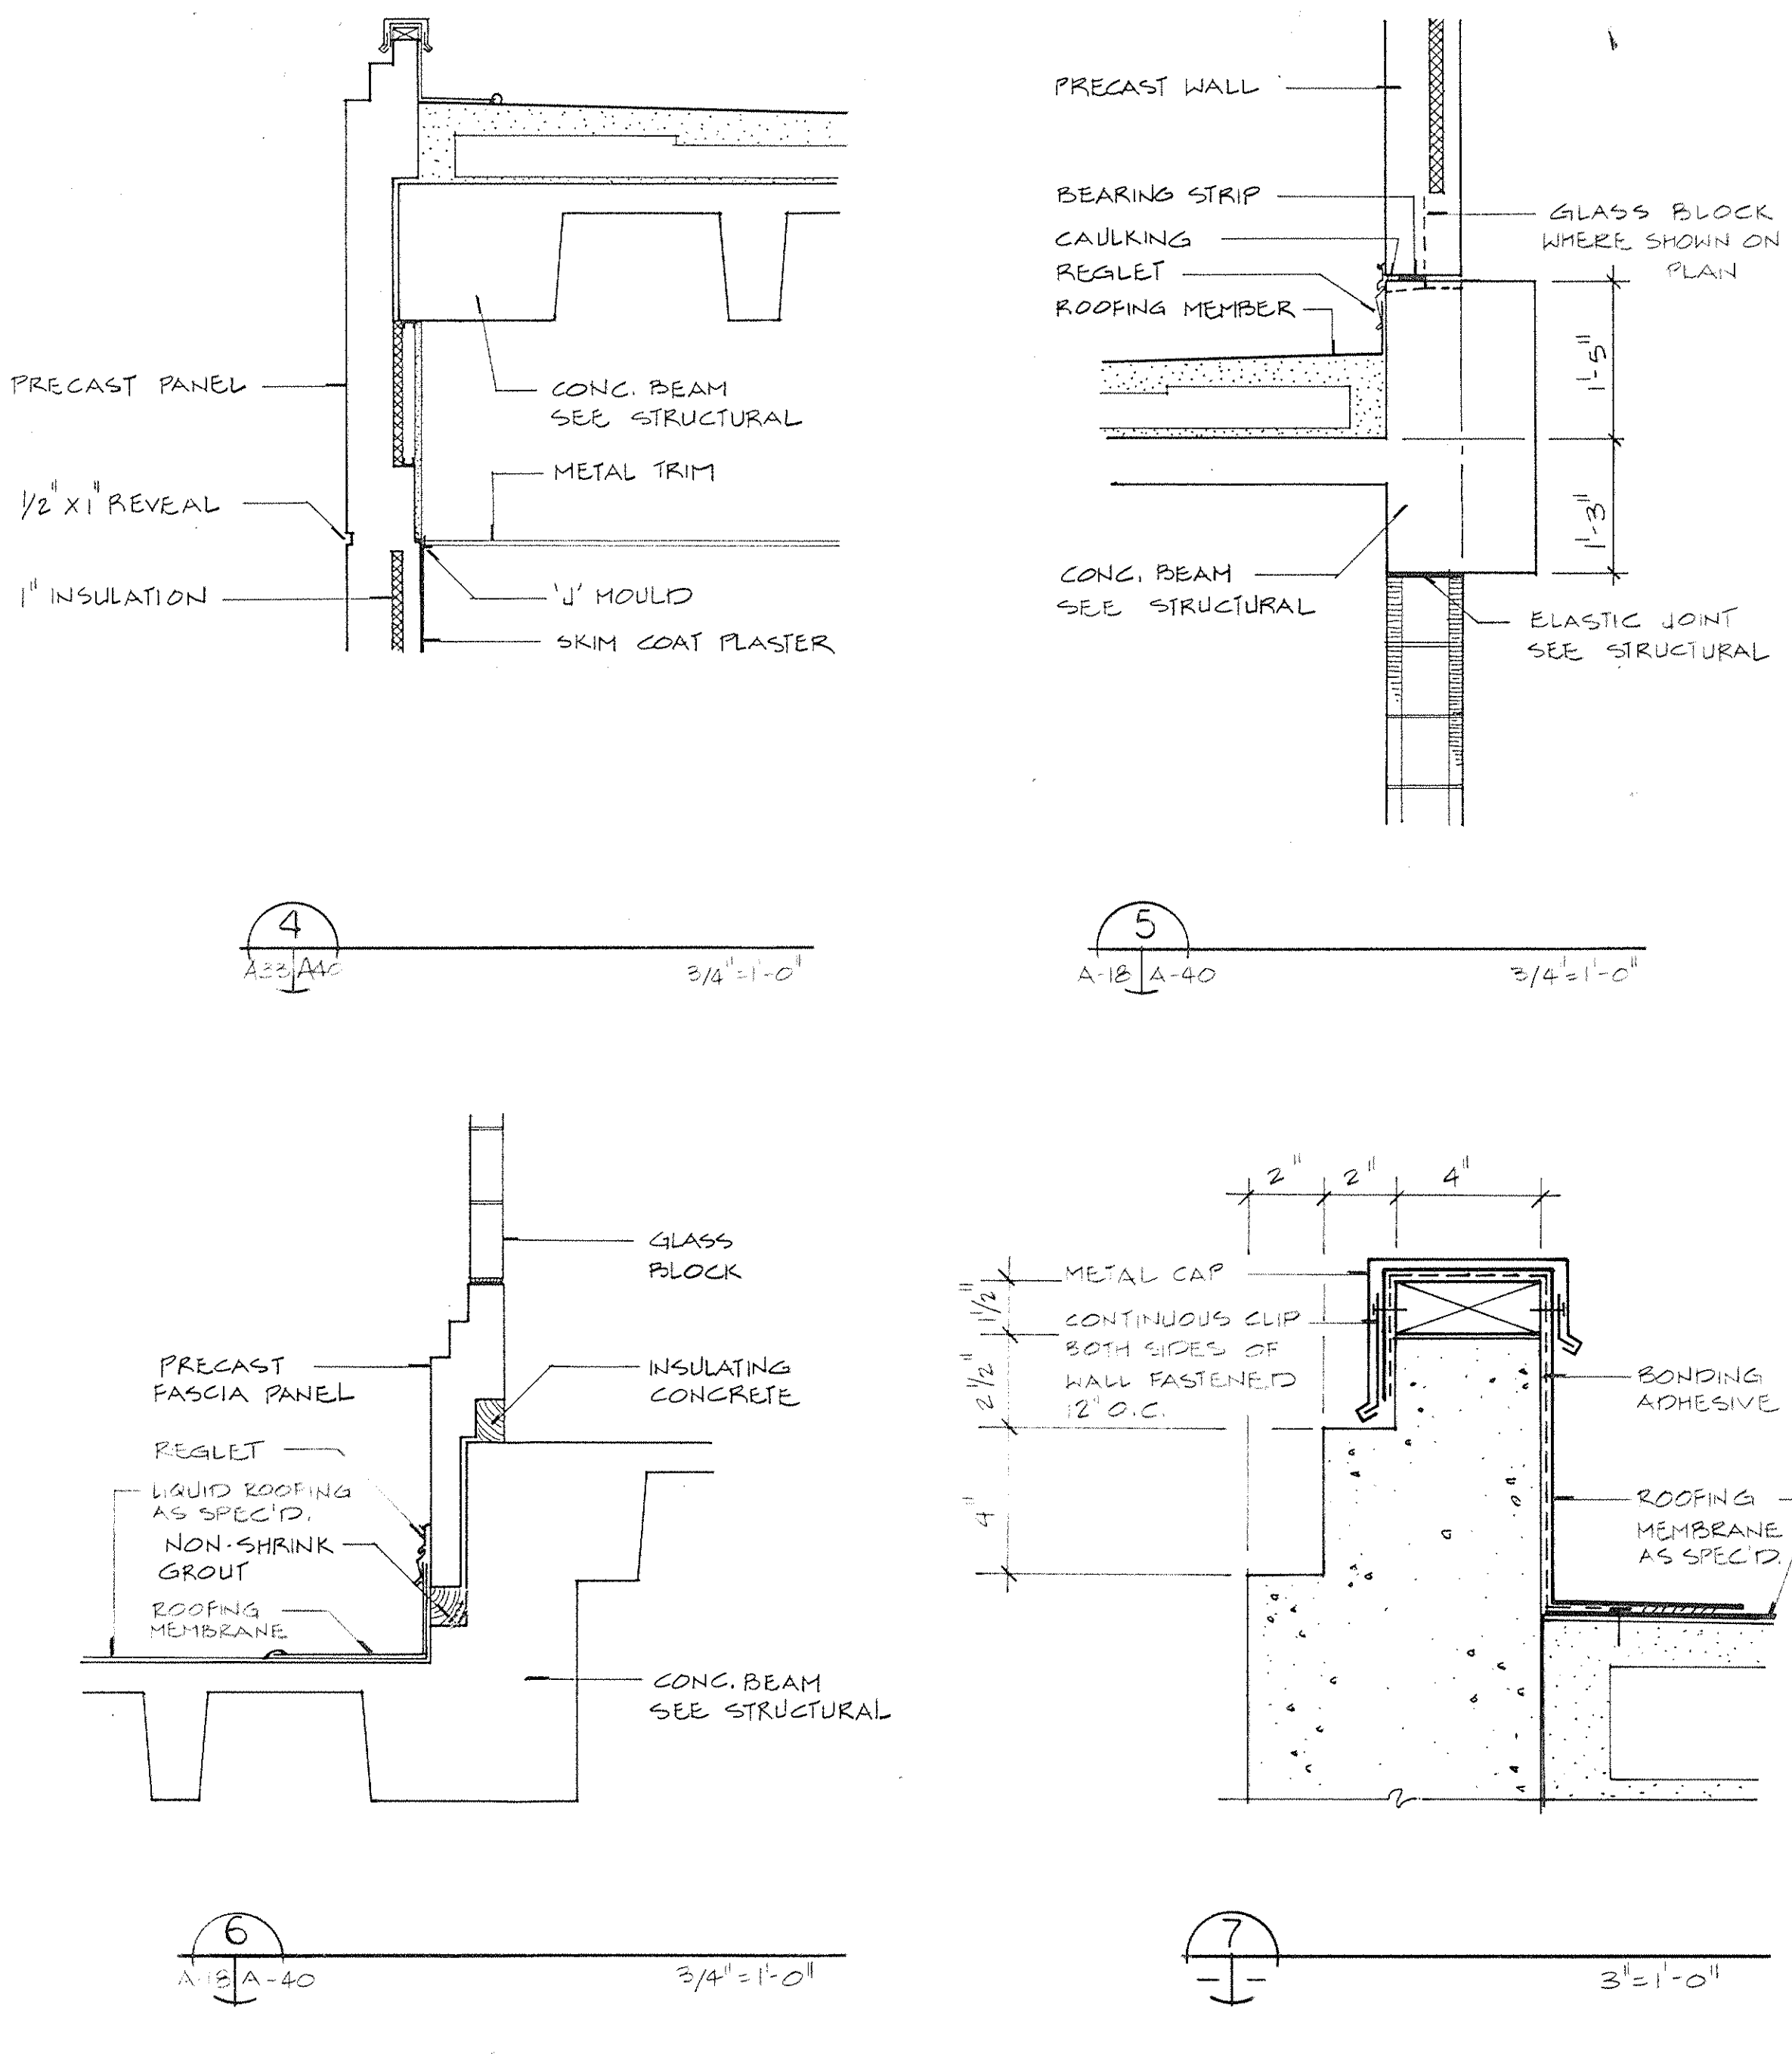 PRECAST PANEL
1/2" X 1" REVEAL
1" INSULATION
CONC. BEAM
SEE STRUCTURAL
METAL TRIM
'J' MOULD
SKIM COAT PLASTER
4
A33 A40
3/4"=1'-0"
PRECAST WALL
BEARING STRIP
CAULKING
REGLET
ROOFING MEMBER
GLASS BLOCK
WHERE SHOWN ON
PLAN
1'-5"
1'-3"
CONC. BEAM
SEE STRUCTURAL
ELASTIC JOINT
SEE STRUCTURAL
5
A-18 A-40
3/4"=1'-0"
GLASS
BLOCK
PRECAST
FASCIA PANEL
INSULATING
CONCRETE
REGLET
LIQUID ROOFING
AS SPEC'D.
NON-SHRINK
GROUT
ROOFING
MEMBRANE
CONC. BEAM
SEE STRUCTURAL
6
A-18 A-40
3/4"=1'-0"
2" 2" 4"
METAL CAP
CONTINUOUS CLIP
BOTH SIDES OF
WALL FASTENED
12" O.C.
1 1/2"
2 1/2"
4"
BONDING
ADHESIVE
ROOFING
MEMBRANE
AS SPEC'D.
7
- -
3"=1'-0"